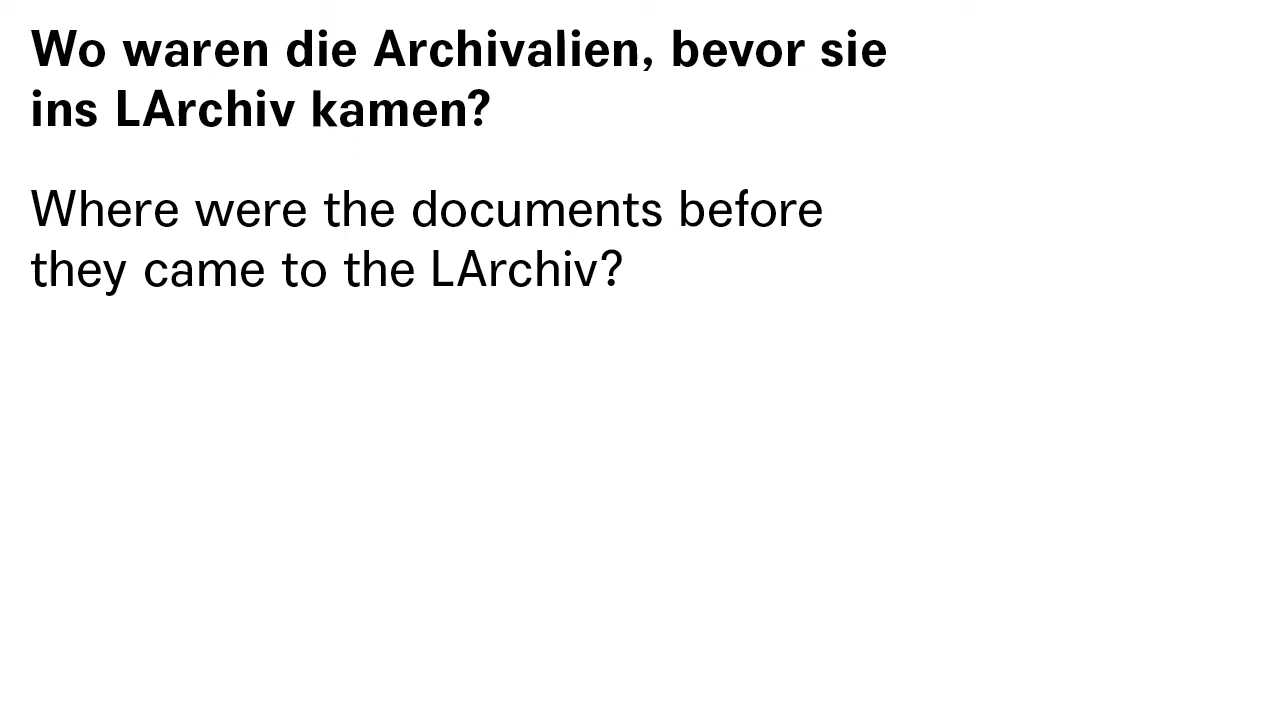 Wo waren die Archivalien, bevor sie
ins LArchiv kamen?
Where were the documents before
they came to the LArchiv?